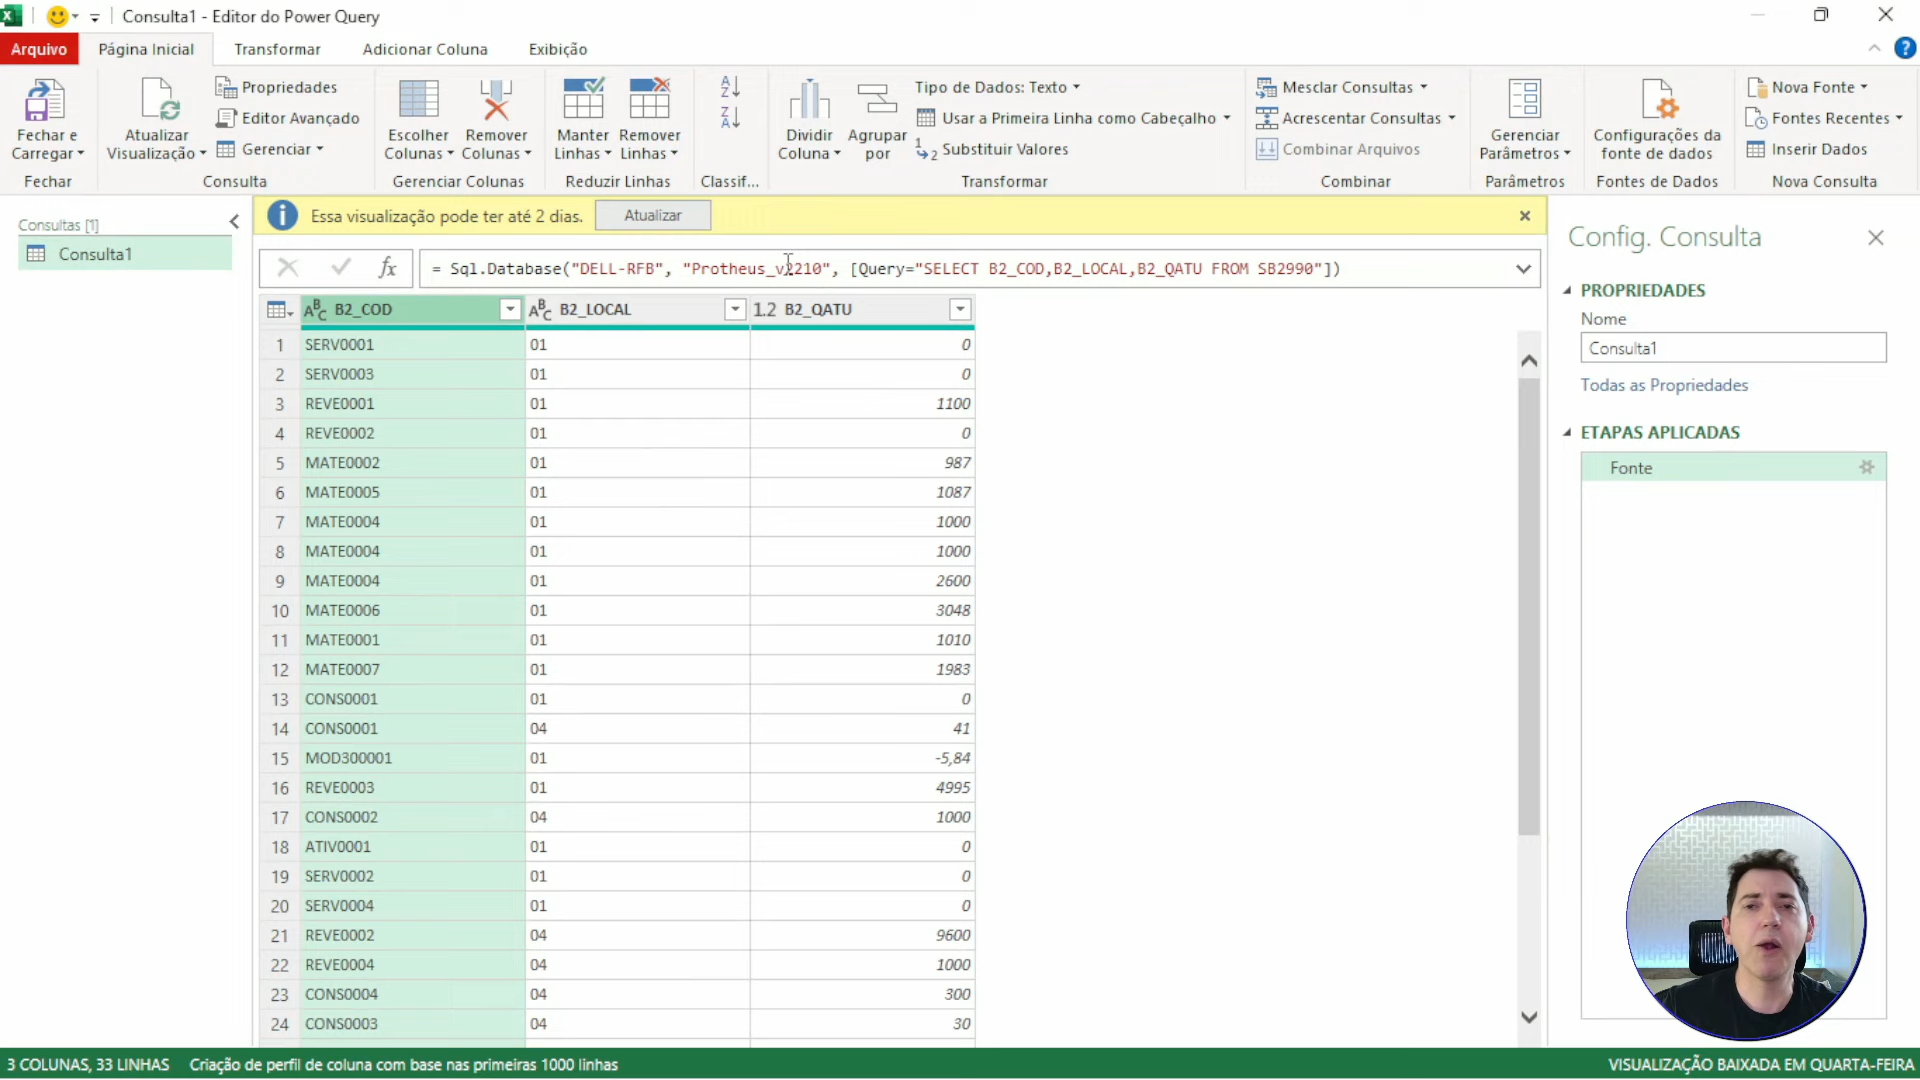 Consulta1 - Editor do Power Query
Arquivo
Página Inicial
Transformar
Adicionar Coluna
Exibição
Fechar e
Carregar
Fechar
Atualizar
Visualização
Propriedades
Editor Avançado
Gerenciar
Consulta
Escolher
Colunas
Remover
Colunas
Gerenciar Colunas
Manter
Linhas
Remover
Linhas
Reduzir Linhas
Classif...
Dividir
Coluna
Agrupar
por
Tipo de Dados: Texto
Usar a Primeira Linha como Cabeçalho
Substituir Valores
Transformar
Mesclar Consultas
Acrescentar Consultas
Combinar Arquivos
Combinar
Gerenciar
Parâmetros
Parâmetros
Configurações da
fonte de dados
Fontes de Dados
Nova Fonte
Fontes Recentes
Inserir Dados
Nova Consulta
Consultas [1]
Consulta1
Essa visualização pode ter até 2 dias.
Atualizar
fx
= Sql.Database("DELL-RFB", "Protheus_v2210", [Query="SELECT B2_COD,B2_LOCAL,B2_QATU FROM SB2990"])
B2_COD B2_LOCAL 1.2 B2_QATU
1 SERV0001 01 0
2 SERV0003 01 0
3 REVE0001 01 1100
4 REVE0002 01 0
5 MATE0002 01 987
6 MATE0005 01 1087
7 MATE0004 01 1000
8 MATE0004 01 1000
9 MATE0004 01 2600
10 MATE0006 01 3048
11 MATE0001 01 1010
12 MATE0007 01 1983
13 CONS0001 01 0
14 CONS0001 04 41
15 MOD300001 01 -5,84
16 REVE0003 01 4995
17 CONS0002 04 1000
18 ATIV0001 01 0
19 SERV0002 01 0
20 SERV0004 01 0
21 REVE0002 04 9600
22 REVE0004 04 1000
23 CONS0004 04 300
24 CONS0003 04 30
Config. Consulta
PROPRIEDADES
Nome
Consulta1
Todas as Propriedades
ETAPAS APLICADAS
Fonte
3 COLUNAS, 33 LINHAS
Criação de perfil de coluna com base nas primeiras 1000 linhas
VISUALIZAÇÃO BAIXADA EM QUARTA-FEIRA